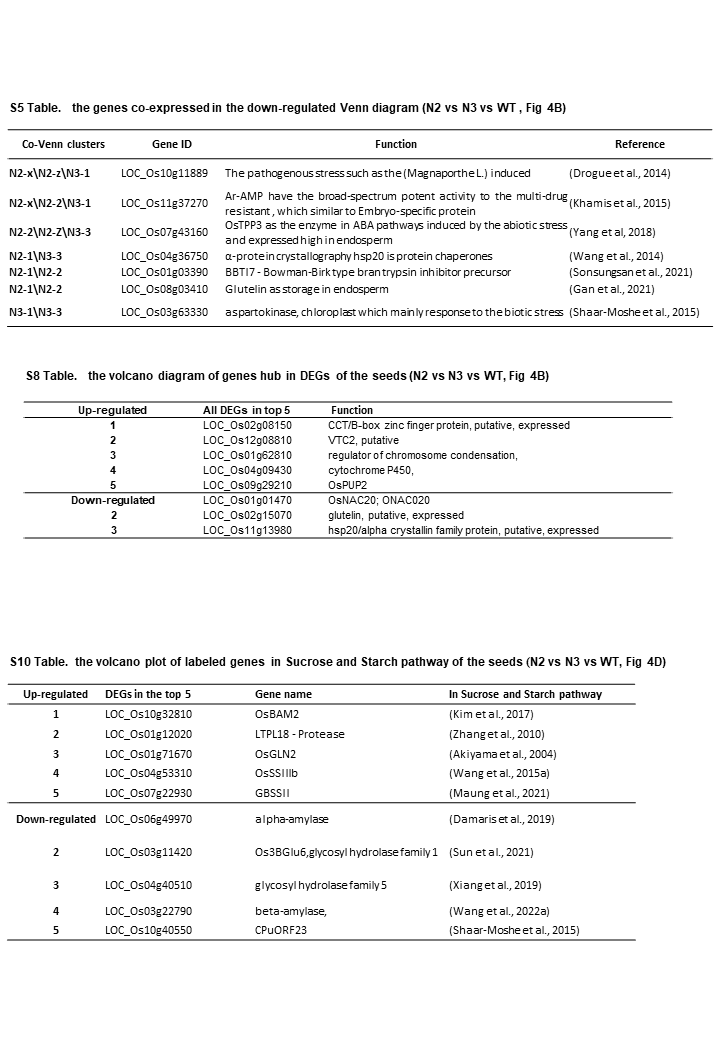 S5 Table. the genes co-expressed in the down-regulated Venn diagram (N2 vs N3 vs WT , Fig 4B)
Co-Venn clusters Gene ID Function Reference
N2-x\N2-z\N3-1 LOC_Os10g11889 The pathogenous stress such as the (Magnaporthe L.) induced (Drogue et al., 2014)
N2-x\N2-2\N3-1 LOC_Os11g37270 Ar-AMP have the broad-spectrum potent activity to the multi-drug resistant , which similar to Embryo-specific protein (Khamis et al., 2015)
N2-2\N2-Z\N3-3 LOC_Os07g43160 OsTPP3 as the enzyme in ABA pathways induced by the abiotic stress and expressed high in endosperm (Yang et al, 2018)
N2-1\N3-3 LOC_Os04g36750 α-protein crystallography hsp20 is protein chaperones (Wang et al., 2014)
N2-1\N2-2 LOC_Os01g03390 BBTI7 - Bowman-Birk type bran trypsin inhibitor precursor (Sonsungsan et al., 2021)
N2-1\N2-2 LOC_Os08g03410 Glutelin as storage in endosperm (Gan et al., 2021)
N3-1\N3-3 LOC_Os03g63330 aspartokinase, chloroplast which mainly response to the biotic stress (Shaar-Moshe et al., 2015)
S8 Table. the volcano diagram of genes hub in DEGs of the seeds (N2 vs N3 vs WT, Fig 4B)
Up-regulated All DEGs in top 5 Function
1 LOC_Os02g08150 CCT/B-box zinc finger protein, putative, expressed
2 LOC_Os12g08810 VTC2, putative
3 LOC_Os01g62810 regulator of chromosome condensation,
4 LOC_Os04g09430 cytochrome P450,
5 LOC_Os09g29210 OsPUP2
Down-regulated LOC_Os01g01470 OsNAC20; ONAC020
2 LOC_Os02g15070 glutelin, putative, expressed
3 LOC_Os11g13980 hsp20/alpha crystallin family protein, putative, expressed
S10 Table. the volcano plot of labeled genes in Sucrose and Starch pathway of the seeds (N2 vs N3 vs WT, Fig 4D)
Up-regulated DEGs in the top 5 Gene name In Sucrose and Starch pathway
1 LOC_Os10g32810 OsBAM2 (Kim et al., 2017)
2 LOC_Os01g12020 LTPL18 - Protease (Zhang et al., 2010)
3 LOC_Os01g71670 OsGLN2 (Akiyama et al., 2004)
4 LOC_Os04g53310 OsSSIIIb (Wang et al., 2015a)
5 LOC_Os07g22930 GBSSII (Maung et al., 2021)
Down-regulated LOC_Os06g49970 alpha-amylase (Damaris et al., 2019)
2 LOC_Os03g11420 Os3BGlu6,glycosyl hydrolase family 1 (Sun et al., 2021)
3 LOC_Os04g40510 glycosyl hydrolase family 5 (Xiang et al., 2019)
4 LOC_Os03g22790 beta-amylase, (Wang et al., 2022a)
5 LOC_Os10g40550 CPuORF23 (Shaar-Moshe et al., 2015)